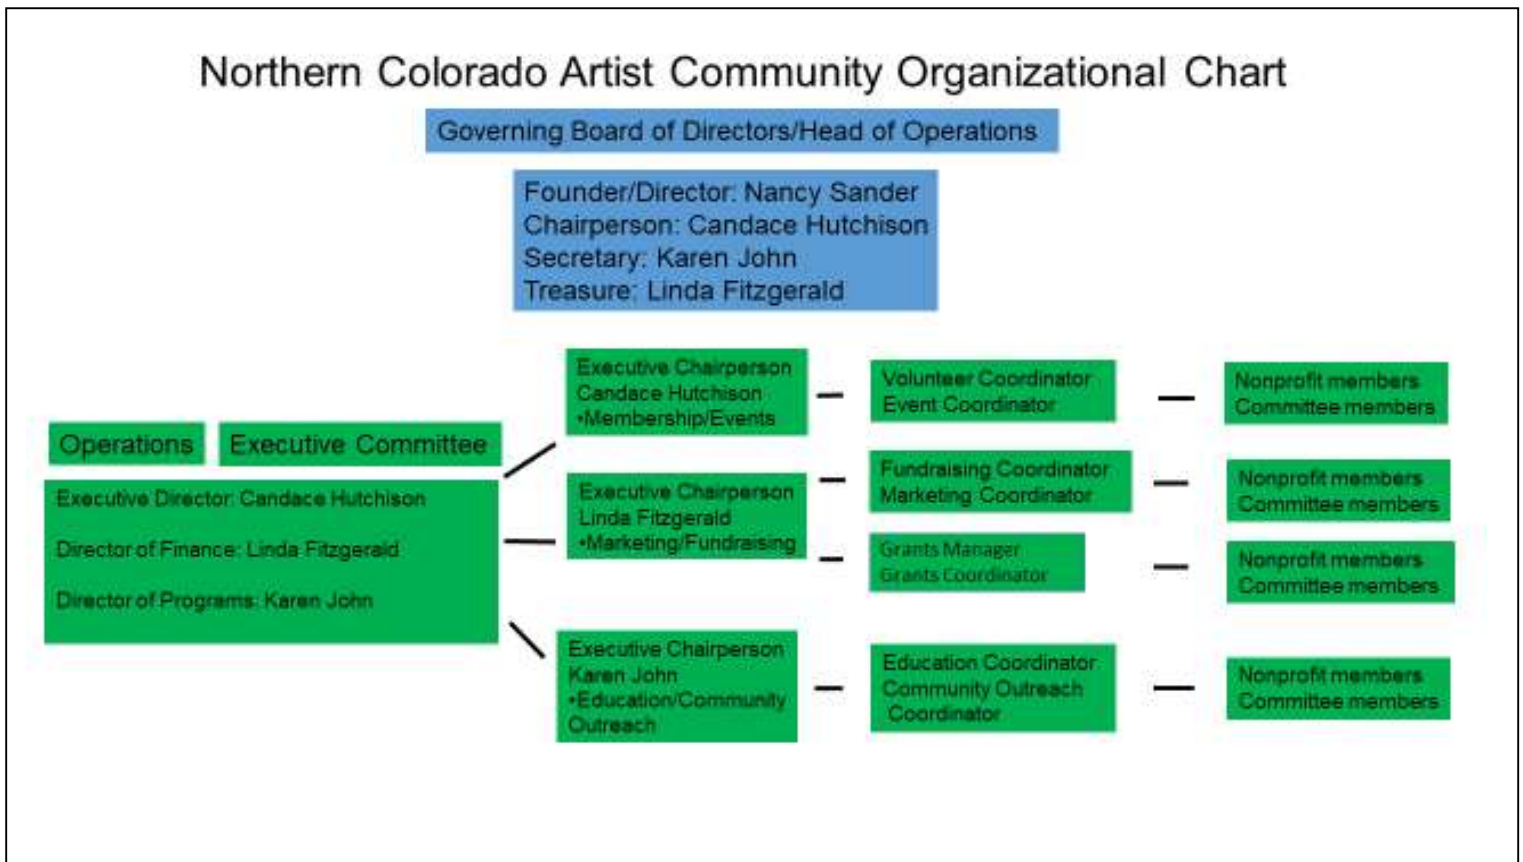 Northern Colorado Artist Community Organizational Chart
Governing Board of Directors/Head of Operations
Founder/Director: Nancy Sander
Chairperson: Candace Hutchison
Secretary: Karen John
Treasure: Linda Fitzgerald
Operations
Executive Committee
Executive Director: Candace Hutchison
Director of Finance: Linda Fitzgerald
Director of Programs: Karen John
Executive Chairperson
Candace Hutchison
•Membership/Events
Volunteer Coordinator
Event Coordinator
Nonprofit members
Committee members
Executive Chairperson
Linda Fitzgerald
•Marketing/Fundraising
Fundraising Coordinator
Marketing Coordinator
Nonprofit members
Committee members
Grants Manager
Grants Coordinator
Nonprofit members
Committee members
Executive Chairperson
Karen John
•Education/Community
Outreach
Education Coordinator
Community Outreach
Coordinator
Nonprofit members
Committee members